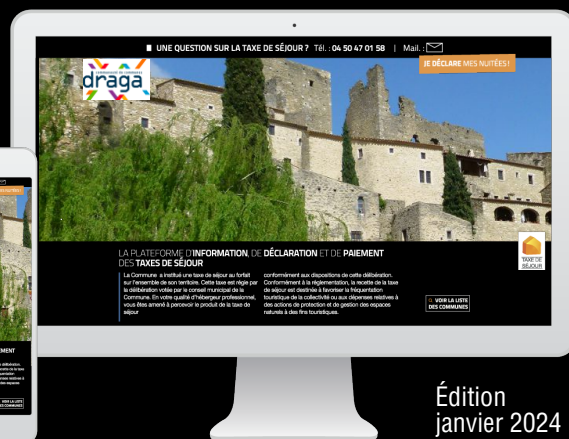 UNE QUESTION SUR LA TAXE DE SÉJOUR ? Tél. : 04 50 47 01 58 | Mail. :
JE DÉCLARE MES NUITÉES !
COMMUNAUTÉ DE COMMUNES
draga
LA PLATEFORME D'INFORMATION, DE DÉCLARATION ET DE PAIEMENT
DES TAXES DE SÉJOUR
La Commune a institué une taxe de séjour au forfait
sur l'ensemble de son territoire. Cette taxe est régie par
la délibération votée par le conseil municipal de la
Commune. En votre qualité d'hébergeur professionnel,
vous êtes amené à percevoir le produit de la taxe de
séjour
conformément aux dispositions de cette délibération.
Conformément à la réglementation, la recette de la taxe
de séjour est destinée à favoriser la fréquentation
touristique de la collectivité ou aux dépenses relatives à
des actions de protection et de gestion des espaces
naturels à des fins touristiques.
TAXE DE
SÉJOUR
VOIR LA LISTE
DES COMMUNES
Édition
janvier 2024